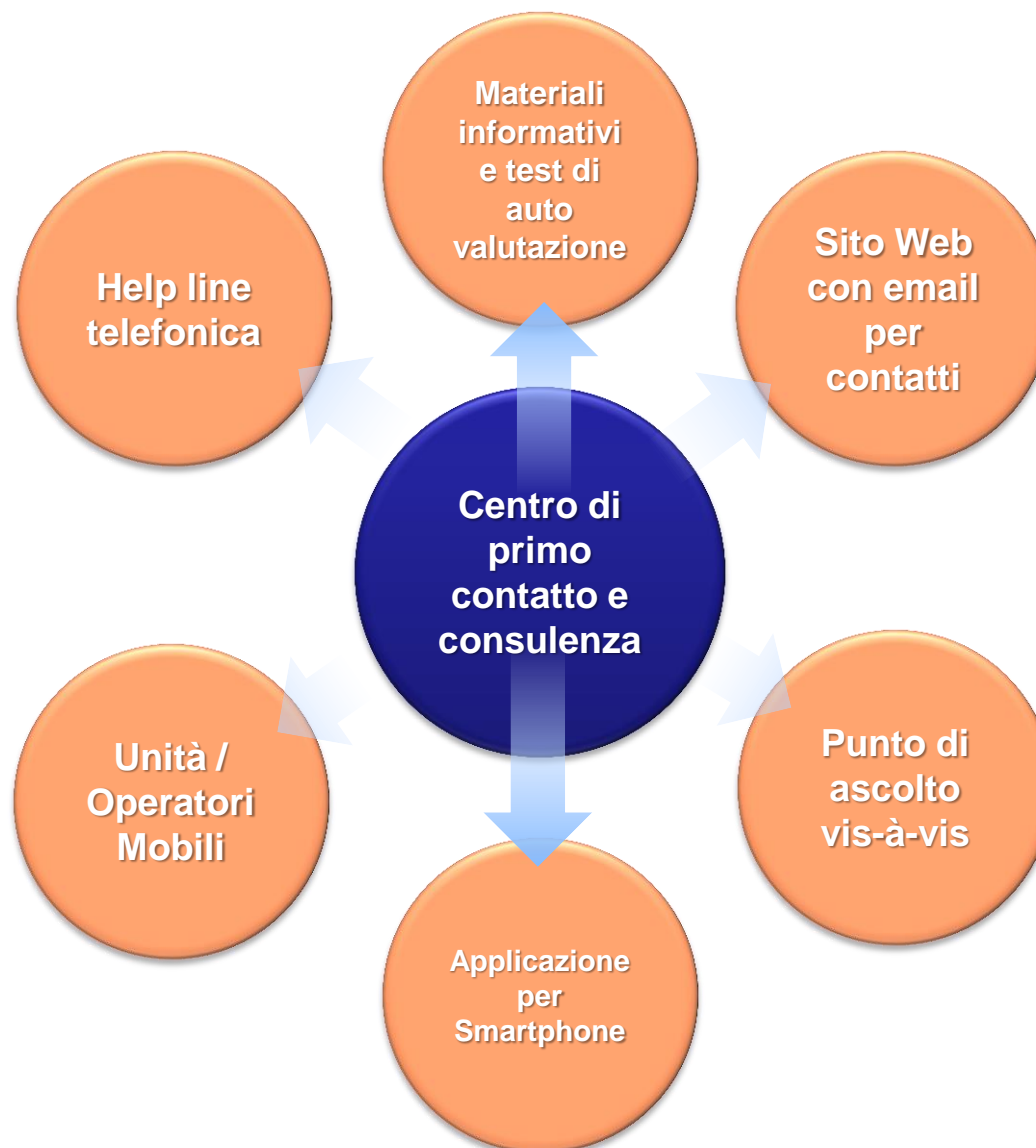 Materiali
informativi
e test di
auto
valutazione
Help line
telefonica
Sito Web
con email
per
contatti
Centro di
primo
contatto e
consulenza
Unità /
Operatori
Mobili
Punto di
ascolto
vis-à-vis
Applicazione
per
Smartphone